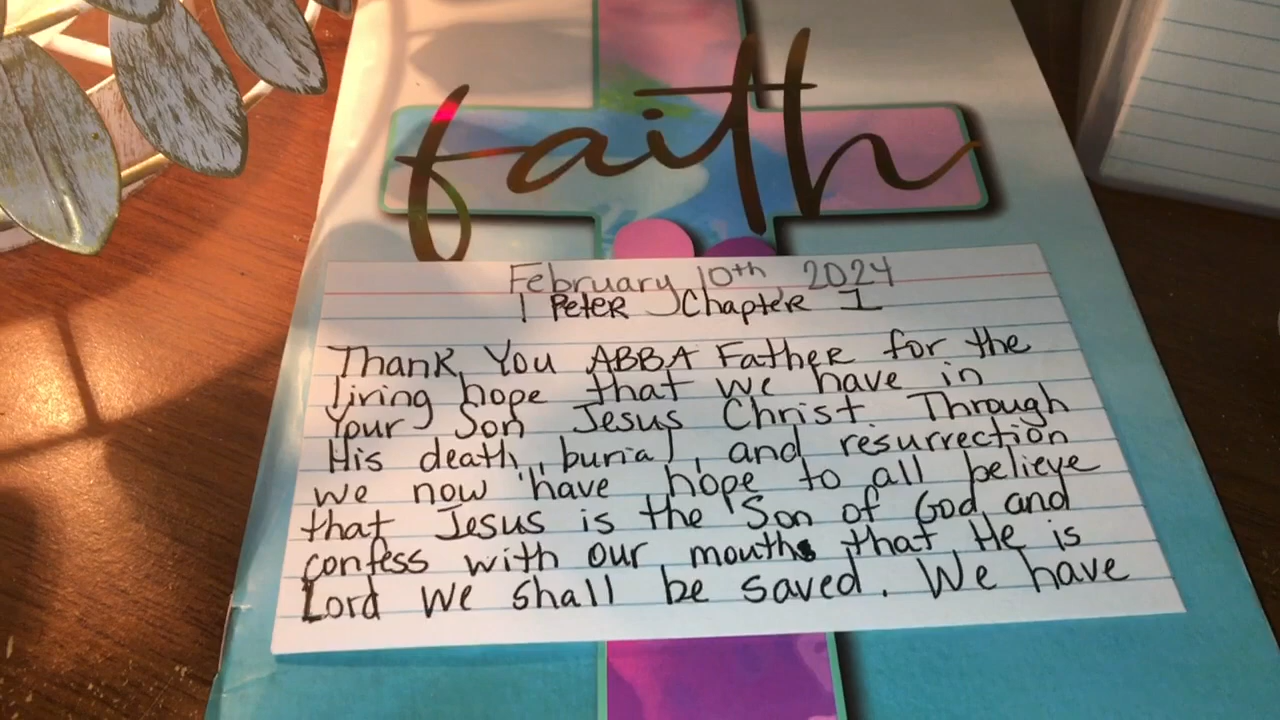 faith
February 10th, 2024
1 Peter Chapter 1
Thank You ABBA Father for the
living hope that we have in
Your Son Jesus Christ. Through
His death, burial, and resurrection
we now have hope to all believe
that Jesus is the Son of God and
confess with our mouths that He is
Lord we shall be saved. We have